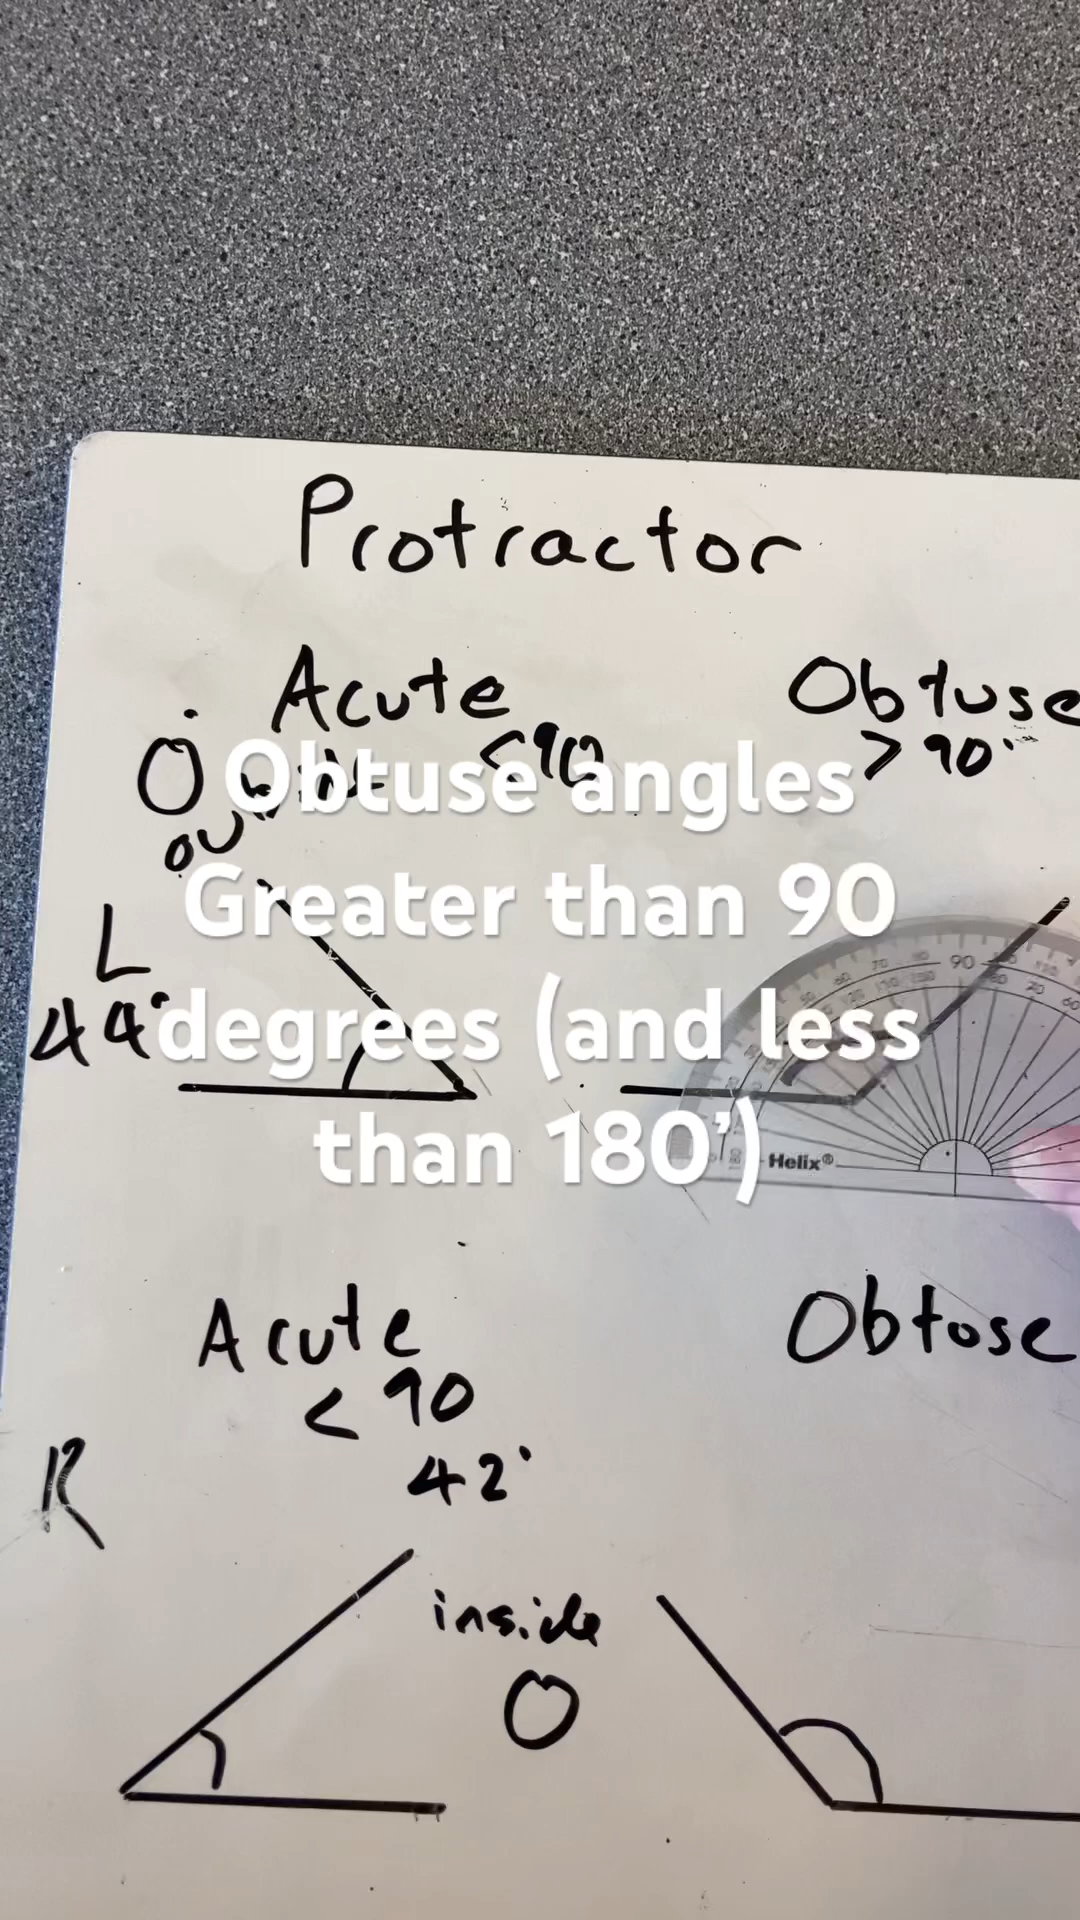 Protractor
Acute
Obtuse
<90
> 90°
O
Obtuse angles
Greater than 90
degrees (and less
than 180’)
L
44°
90
Helix®
Acute
< 90
42°
Obtose
R
inside
O